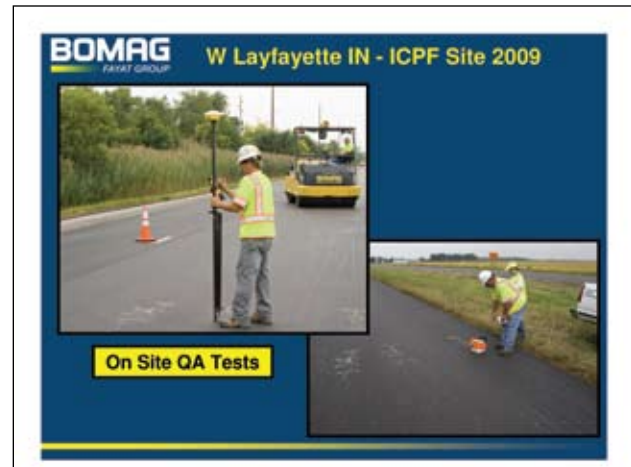 BOMAG
FAYAT GROUP
W Layfayette IN - ICPF Site 2009
On Site QA Tests